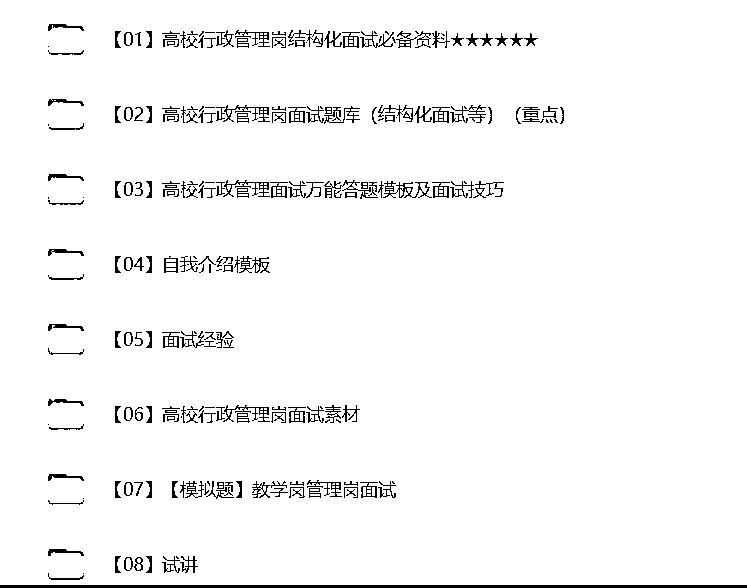 【01】高校行政管理岗结构化面试必备资料★★★★★★
【02】高校行政管理岗面试题库（结构化面试等）（重点）
【03】高校行政管理面试万能答题模板及面试技巧
【04】自我介绍模板
【05】面试经验
【06】高校行政管理岗面试素材
【07】【模拟题】教学岗管理岗面试
【08】试讲